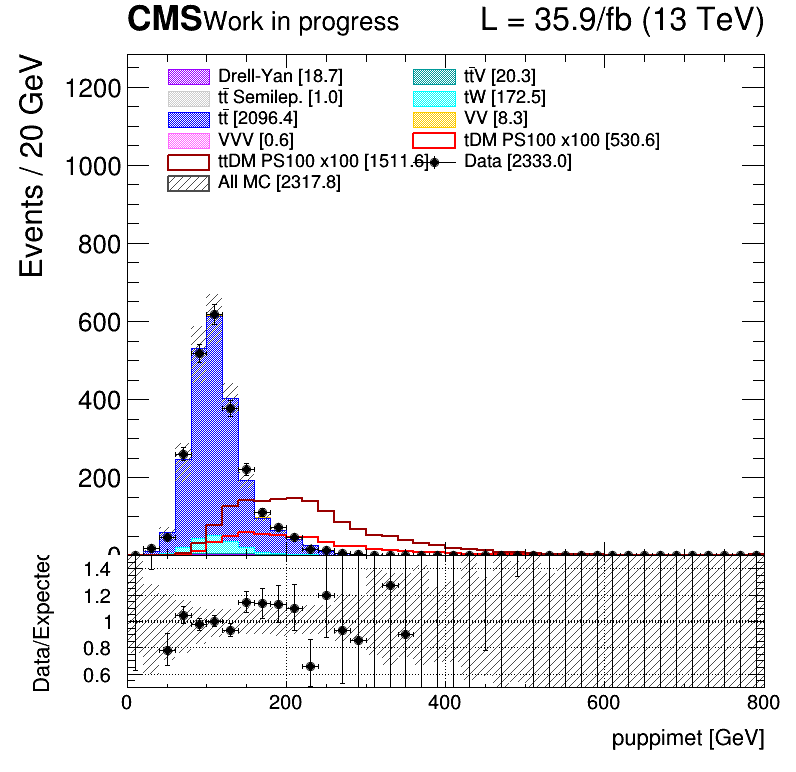 CMS Work in progress L = 35.9/fb (13 TeV)
Events / 20 GeV
1200
1000
800
600
400
200
0
Drell-Yan [18.7] tt̄V [20.3]
tt̄ Semilep. [1.0] tW [172.5]
tt̄ [2096.4] VV [8.3]
VVV [0.6] tDM PS100 x100 [530.6]
ttDM PS100 x100 [1511.6] Data [2333.0]
All MC [2317.8]
Data/Expected
1.4
1.2
1
0.8
0.6
0 200 400 600 800
puppimet [GeV]